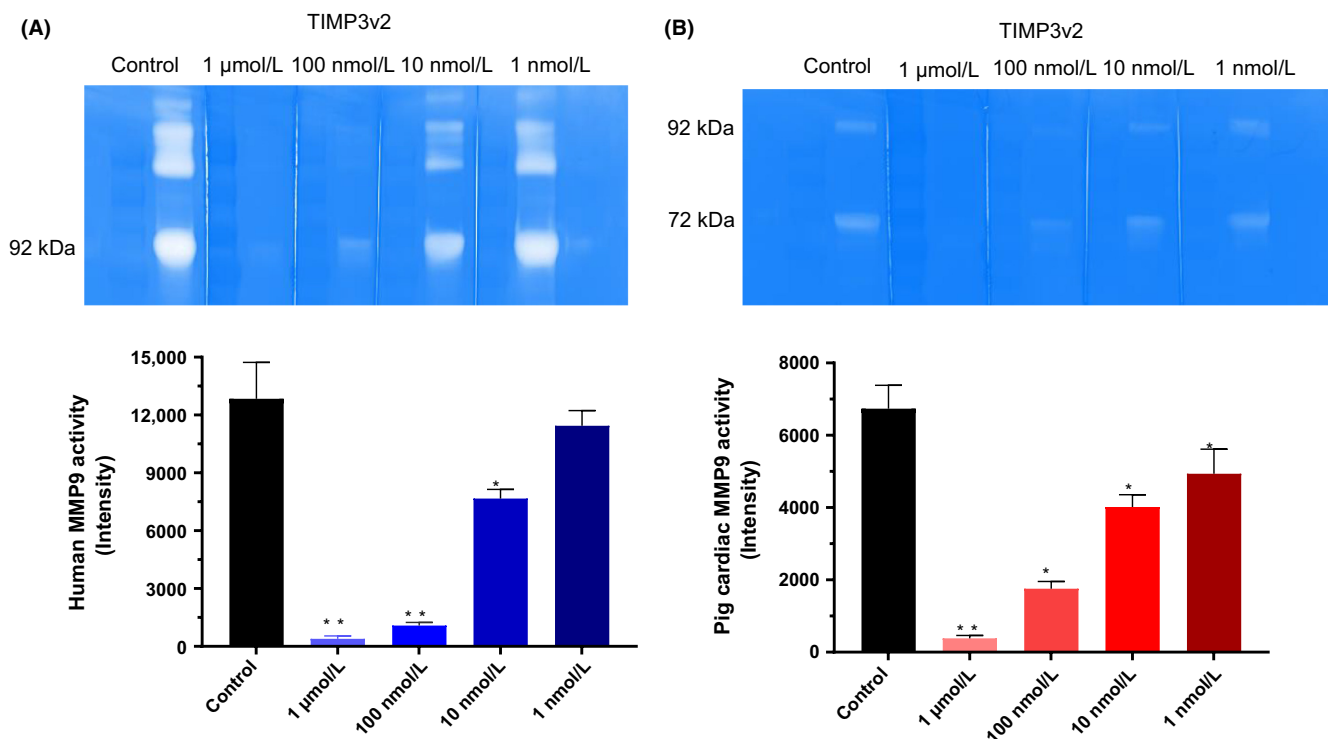 (A)
TIMP3v2
Control 1 µmol/L 100 nmol/L 10 nmol/L 1 nmol/L
92 kDa
15,000
12,000
9000
6000
3000
0
Human MMP9 activity
(Intensity)
* *
* *
*
Control
1 µmol/L
100 nmol/L
10 nmol/L
1 nmol/L
(B)
TIMP3v2
Control 1 µmol/L 100 nmol/L 10 nmol/L 1 nmol/L
92 kDa
72 kDa
8000
6000
4000
2000
0
Pig cardiac MMP9 activity
(Intensity)
* *
*
*
*
Control
1 µmol/L
100 nmol/L
10 nmol/L
1 nmol/L